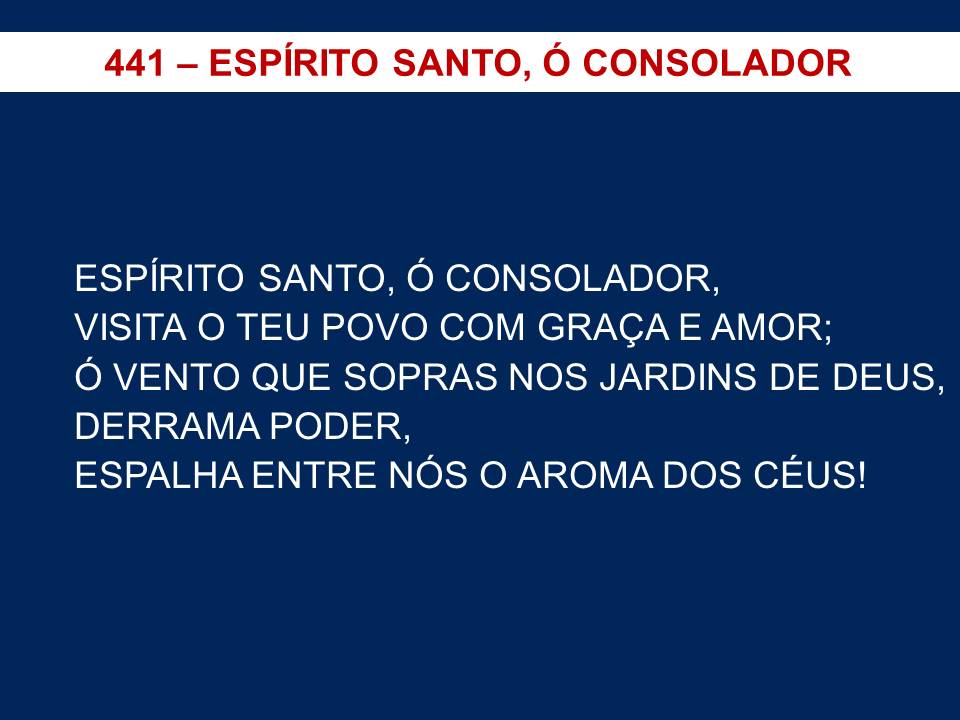 441 – ESPÍRITO SANTO, Ó CONSOLADOR
ESPÍRITO SANTO, Ó CONSOLADOR,
VISITA O TEU POVO COM GRAÇA E AMOR;
Ó VENTO QUE SOPRAS NOS JARDINS DE DEUS,
DERRAMA PODER,
ESPALHA ENTRE NÓS O AROMA DOS CÉUS!